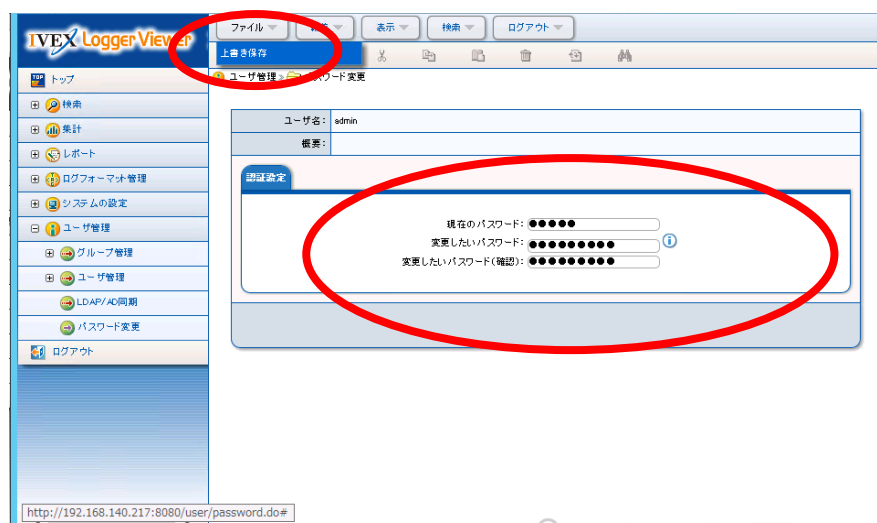 IVEX Logger Viewer
ファイル
表示
検索
ログアウト
上書き保存
ユーザ管理 » パスワード変更
TOP トップ
検索
集計
レポート
ログフォーマット管理
システムの設定
ユーザ管理
グループ管理
ユーザ管理
LDAP/AD同期
パスワード変更
ログアウト
ユーザ名: admin
概要:
認証設定
現在のパスワード: ●●●●●
変更したいパスワード: ●●●●●●●●●
変更したいパスワード(確認): ●●●●●●●●●
http://192.168.140.217:8080/user/password.do#